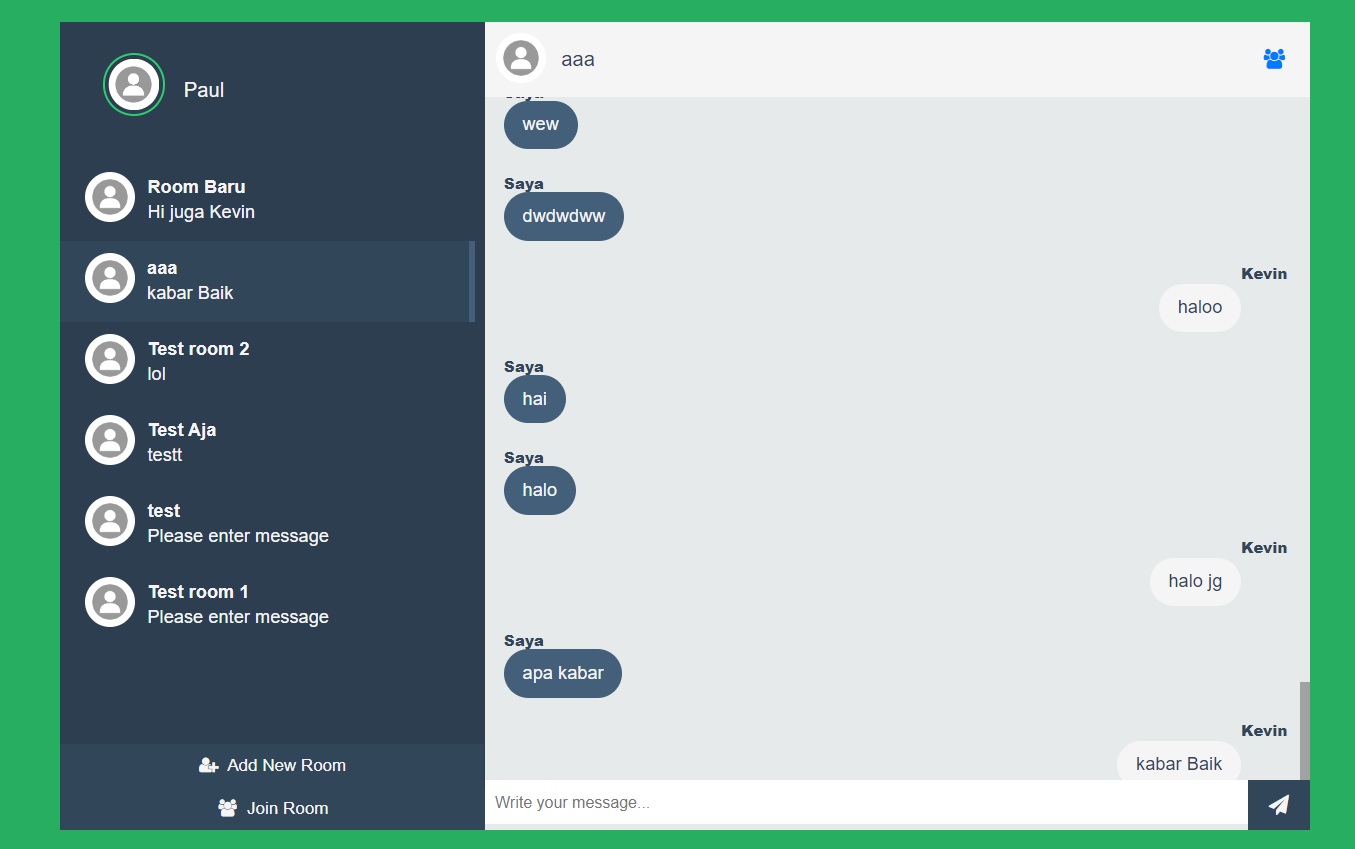 Paul
Room Baru
Hi juga Kevin
aaa
kabar Baik
Test room 2
lol
Test Aja
testt
test
Please enter message
Test room 1
Please enter message
Add New Room
Join Room
aaa
wew
Saya
dwdwdww
Kevin
haloo
Saya
hai
Saya
halo
Kevin
halo jg
Saya
apa kabar
Kevin
kabar Baik
Write your message...